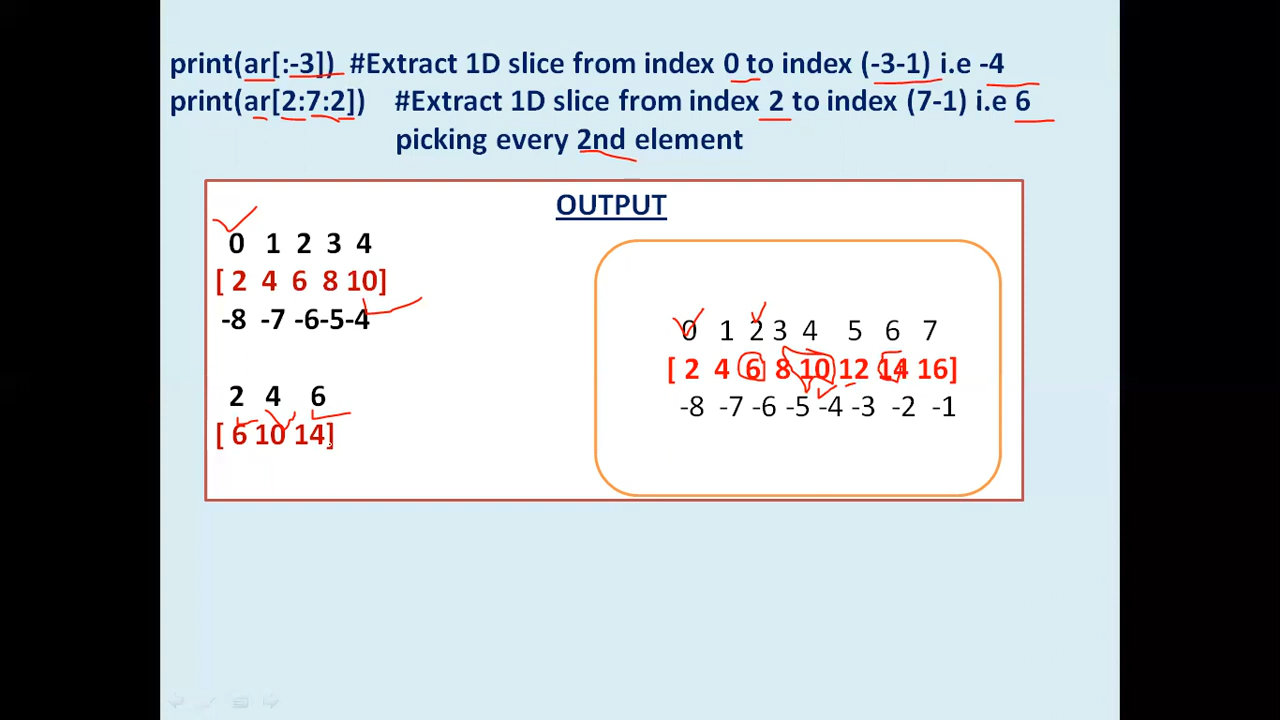 print(ar[:-3]) #Extract 1D slice from index 0 to index (-3-1) i.e -4
print(ar[2:7:2]) #Extract 1D slice from index 2 to index (7-1) i.e 6
picking every 2nd element
OUTPUT
0 1 2 3 4
[ 2 4 6 8 10]
-8 -7 -6-5-4
2 4 6
[ 6 10 14]
0 1 2 3 4 5 6 7
[ 2 4 6 8 10 12 14 16]
-8 -7 -6 -5 -4 -3 -2 -1